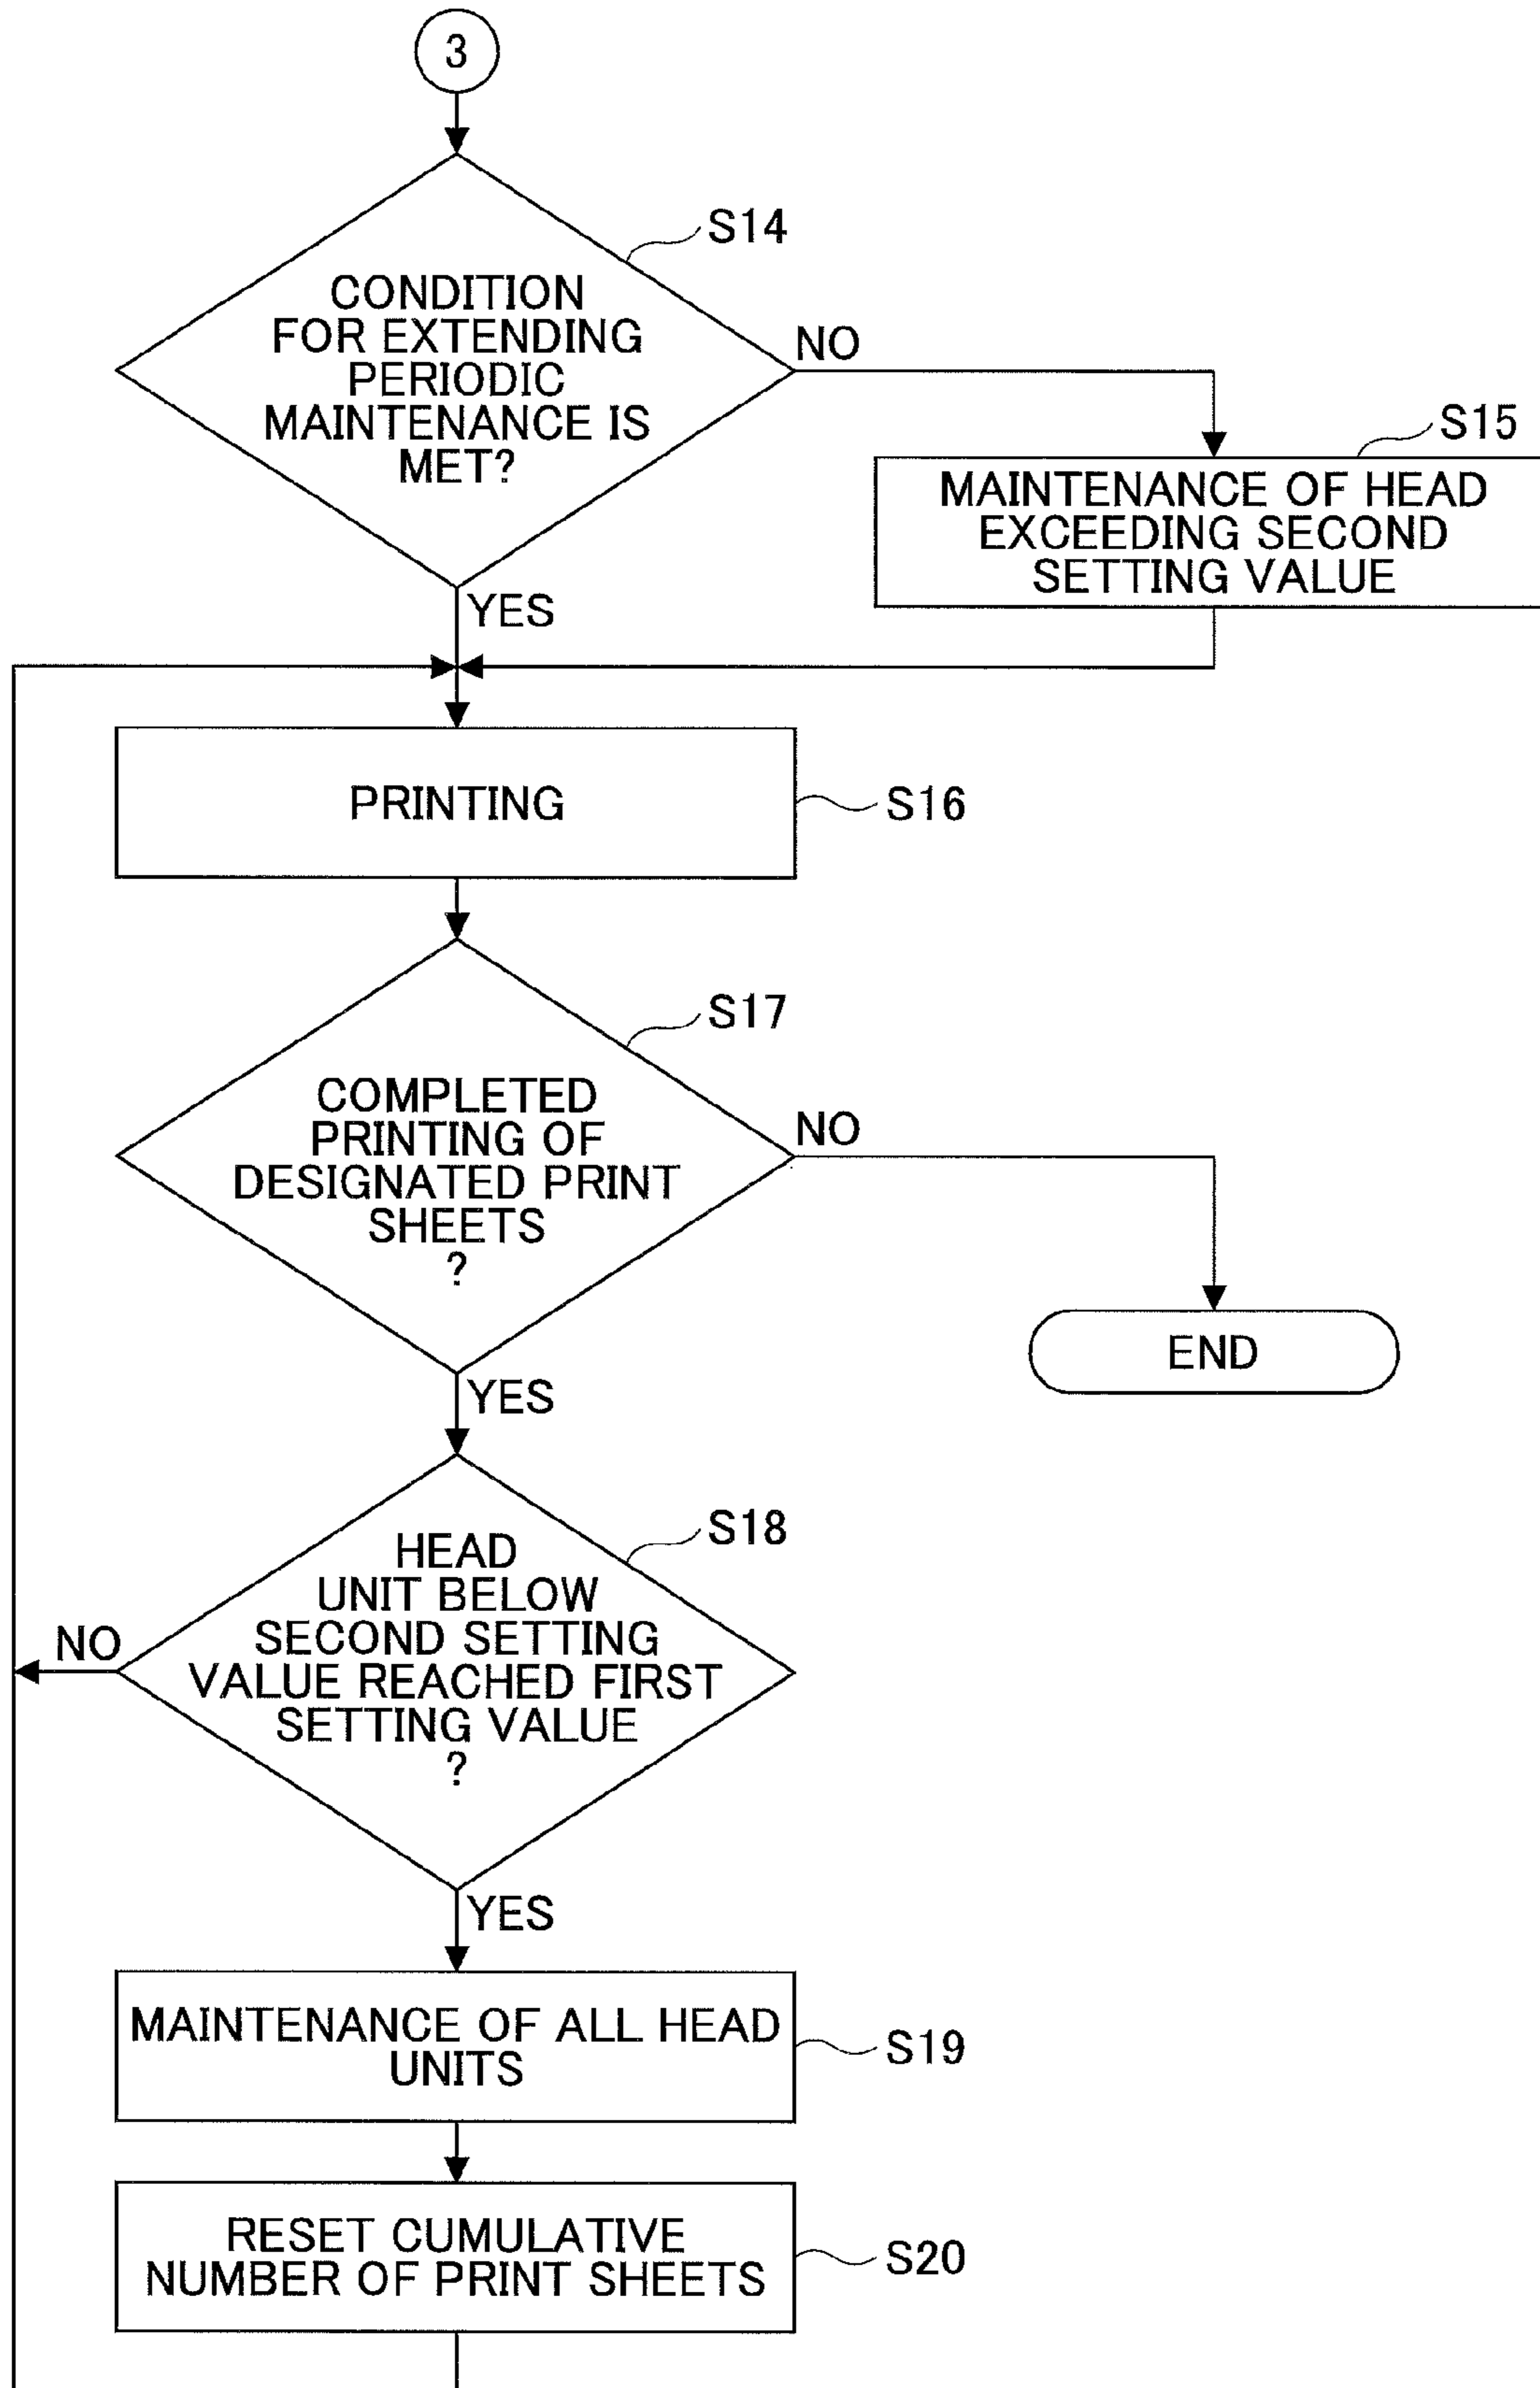 3
S14
CONDITION
FOR EXTENDING
PERIODIC
MAINTENANCE IS
MET?
NO
S15
MAINTENANCE OF HEAD
EXCEEDING SECOND
SETTING VALUE
YES
PRINTING
S16
S17
COMPLETED
PRINTING OF
DESIGNATED PRINT
SHEETS
?
NO
END
YES
S18
HEAD
UNIT BELOW
SECOND SETTING
VALUE REACHED FIRST
SETTING VALUE
?
NO
YES
MAINTENANCE OF ALL HEAD
UNITS
S19
RESET CUMULATIVE
NUMBER OF PRINT SHEETS
S20